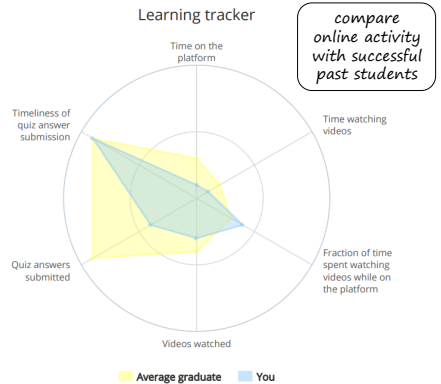 Learning tracker
compare
online activity
with successful
past students
Time on the
platform
Timeliness of
quiz answer
submission
Time watching
videos
Quiz answers
submitted
Fraction of time
spent watching
videos while on
the platform
Videos watched
Average graduate
You